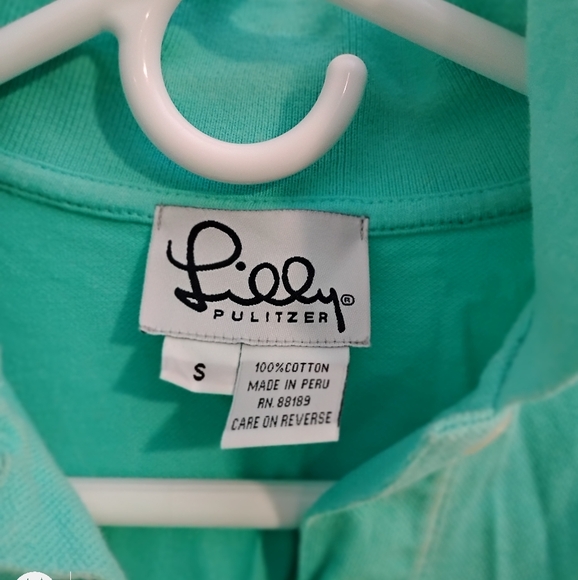 Lilly®
PULITZER
S
100%COTTON
MADE IN PERU
RN.88189
CARE ON REVERSE